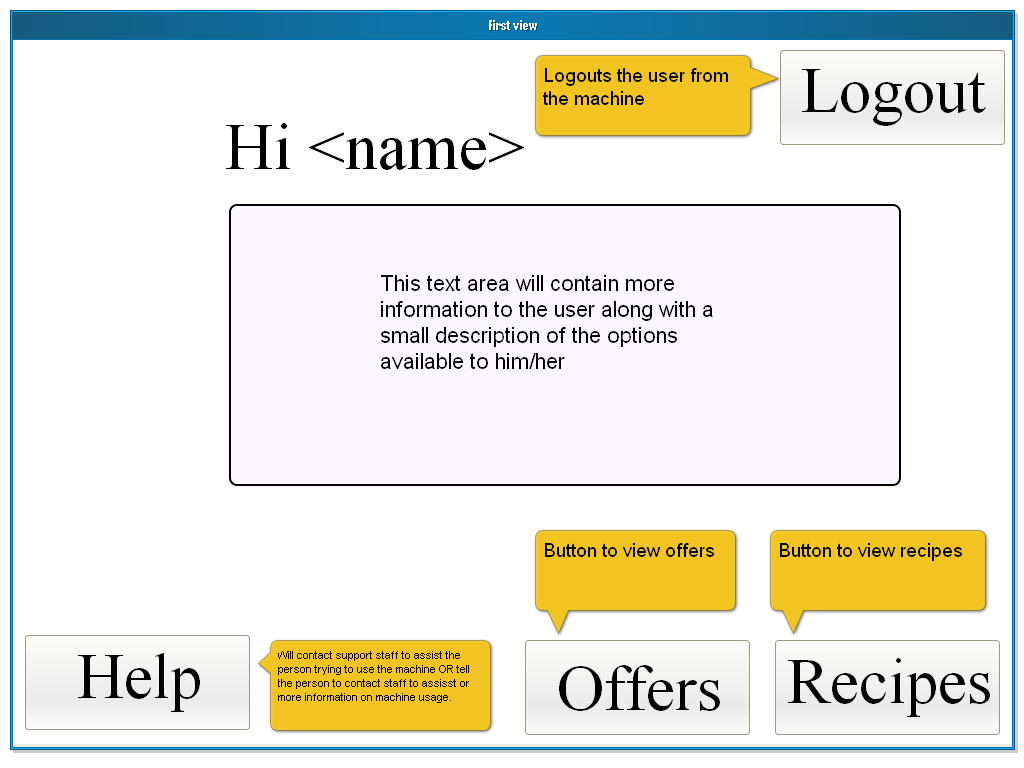 First view
Logouts the user from
the machine
Logout
Hi <name>
This text area will contain more
information to the user along with a
small description of the options
available to him/her
Button to view offers
Button to view recipes
Help
Will contact support staff to assist the
person trying to use the machine OR tell
the person to contact staff to assisst or
more information on machine usage.
Offers
Recipes